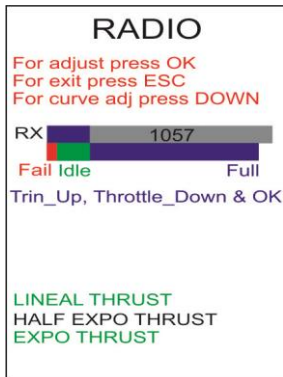 RADIO
For adjust press OK
For exit press ESC
For curve adj press DOWN
RX 1057
Fail Idle Full
Trin_Up, Throttle_Down & OK
LINEAL THRUST
HALF EXPO THRUST
EXPO THRUST